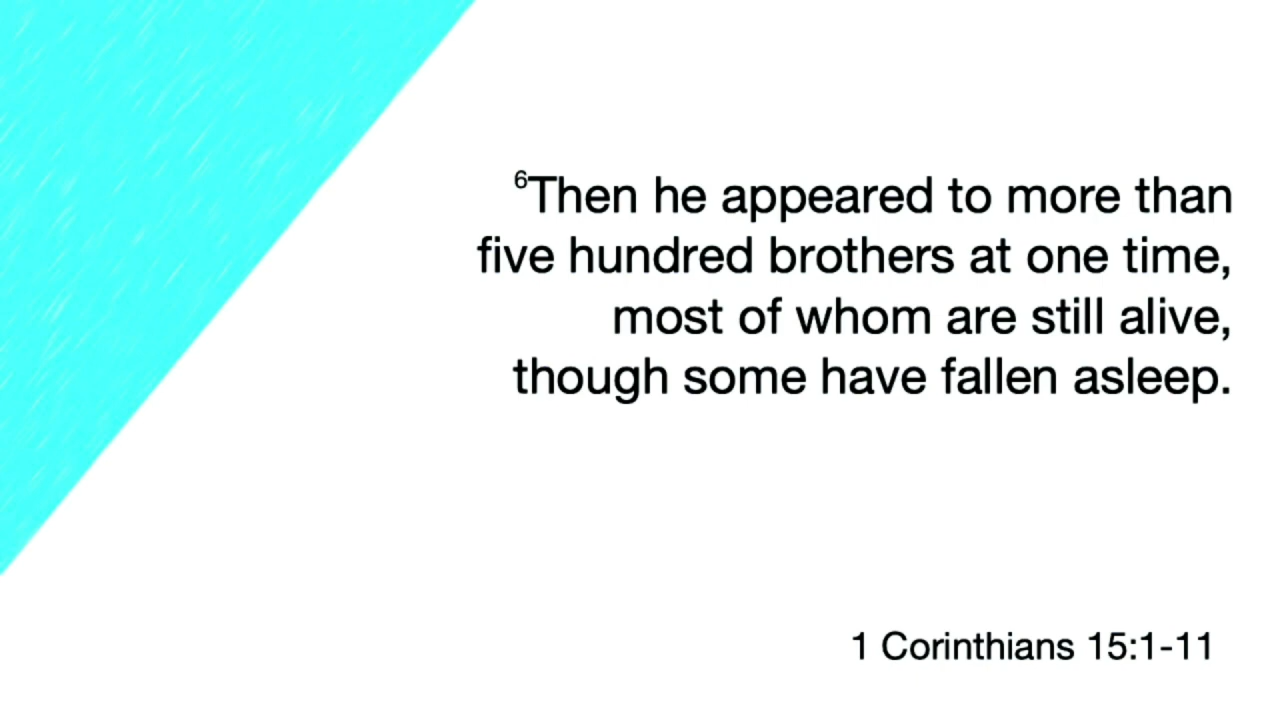 ⁶Then he appeared to more than
five hundred brothers at one time,
most of whom are still alive,
though some have fallen asleep.
1 Corinthians 15:1-11